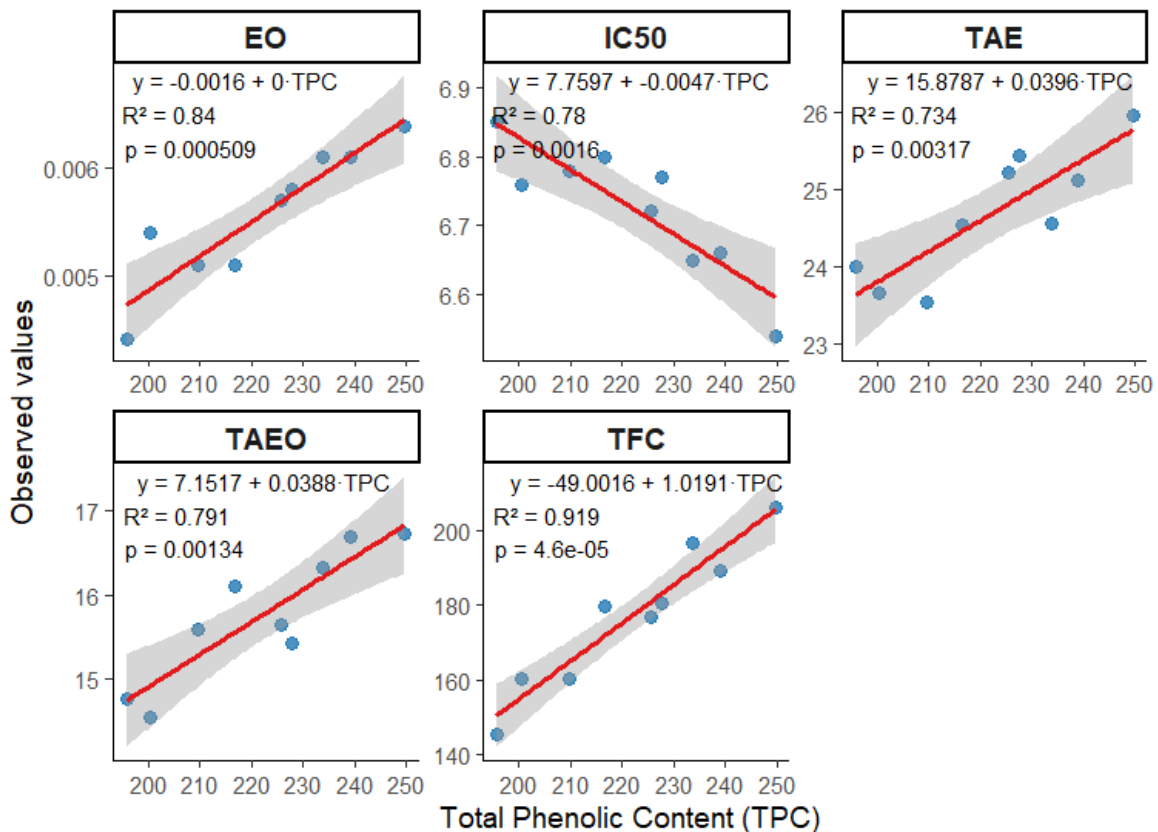 EO
y = -0.0016 + 0·TPC
R² = 0.84
p = 0.000509
0.006
0.005
200 210 220 230 240 250
IC50
y = 7.7597 + -0.0047·TPC
R² = 0.78
p = 0.0016
6.9
6.8
6.7
6.6
200 210 220 230 240 250
TAE
y = 15.8787 + 0.0396·TPC
R² = 0.734
p = 0.00317
26
25
24
23
200 210 220 230 240 250
Observed values
TAEO
y = 7.1517 + 0.0388·TPC
R² = 0.791
p = 0.00134
17
16
15
200 210 220 230 240 250
TFC
y = -49.0016 + 1.0191·TPC
R² = 0.919
p = 4.6e-05
200
180
160
140
200 210 220 230 240 250
Total Phenolic Content (TPC)